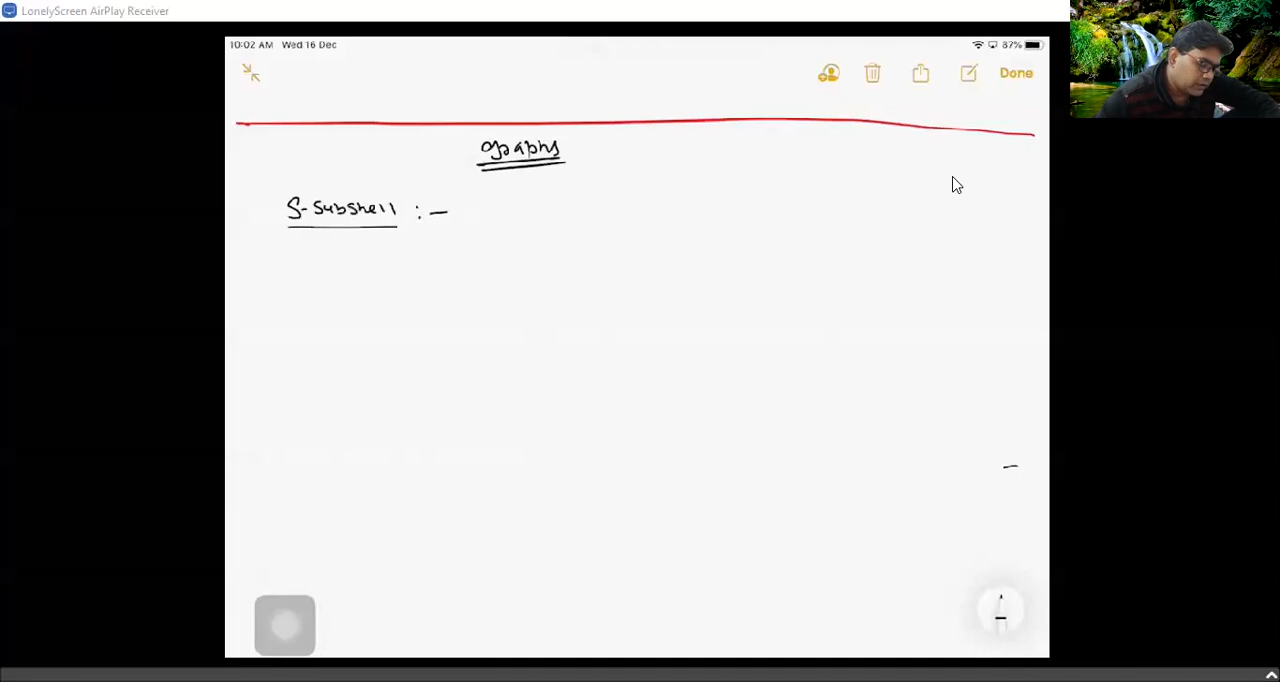 LonelyScreen AirPlay Receiver
10:02 AM Wed 16 Dec
87%
Done
Graphs
S-Subshell :-